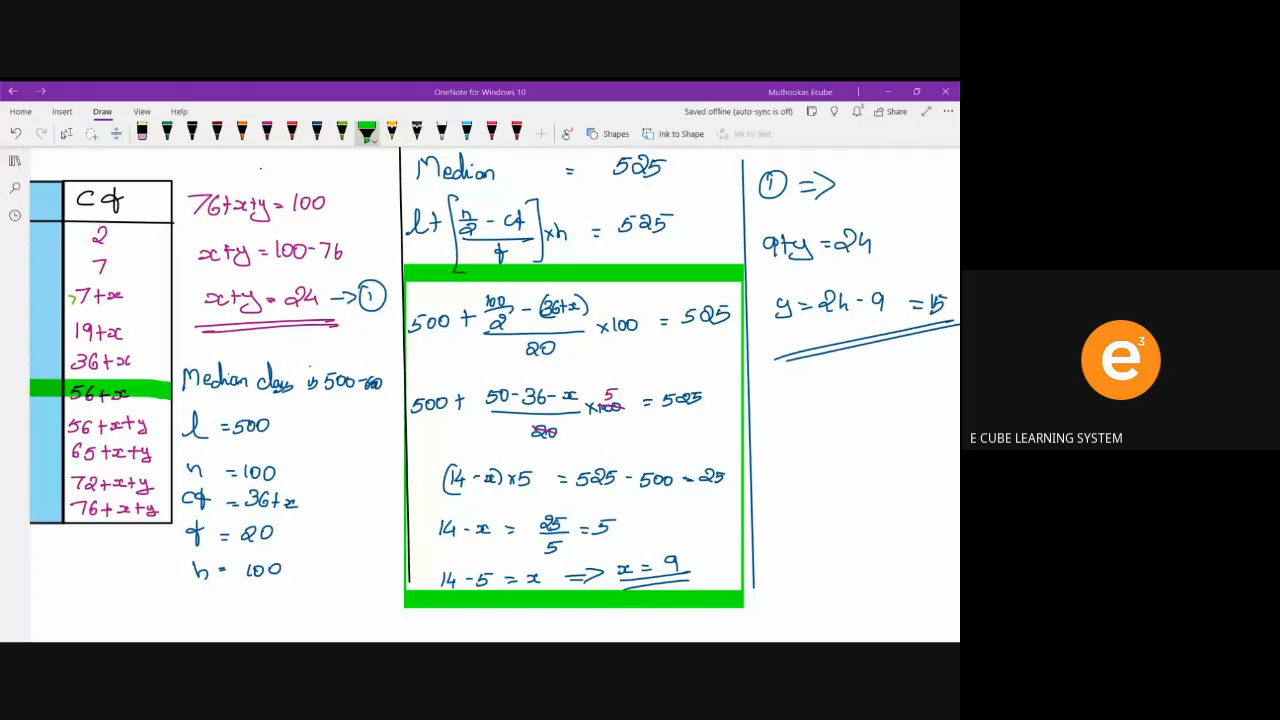 OneNote for Windows 10
Muthookas Ecube
Home Insert Draw View Help
Saved offline (auto-sync is off)
Share
Shapes
Ink to Shape
Ink to Text
cf
2
7
7+x
19+x
36+x
56+x
56+x+y
65+x+y
72+x+y
76+x+y
76+x+y = 100
x+y = 100-76
x+y = 24 → ①
Median class is 500-600
l = 500
n = 100
cf = 36+x
f = 20
h = 100
Median = 525
l + [n/2 - cf / f] × h = 525
500 + 100/2 - (36+x) / 20 × 100 = 525
500 + 50-36-x / 20 × 100 5 = 525
(14-x) × 5 = 525 - 500 = 25
14-x = 25/5 = 5
14-5 = x ⇒ x = 9
① ⇒
9+y = 24
y = 24 - 9 = 15
e3
E CUBE LEARNING SYSTEM